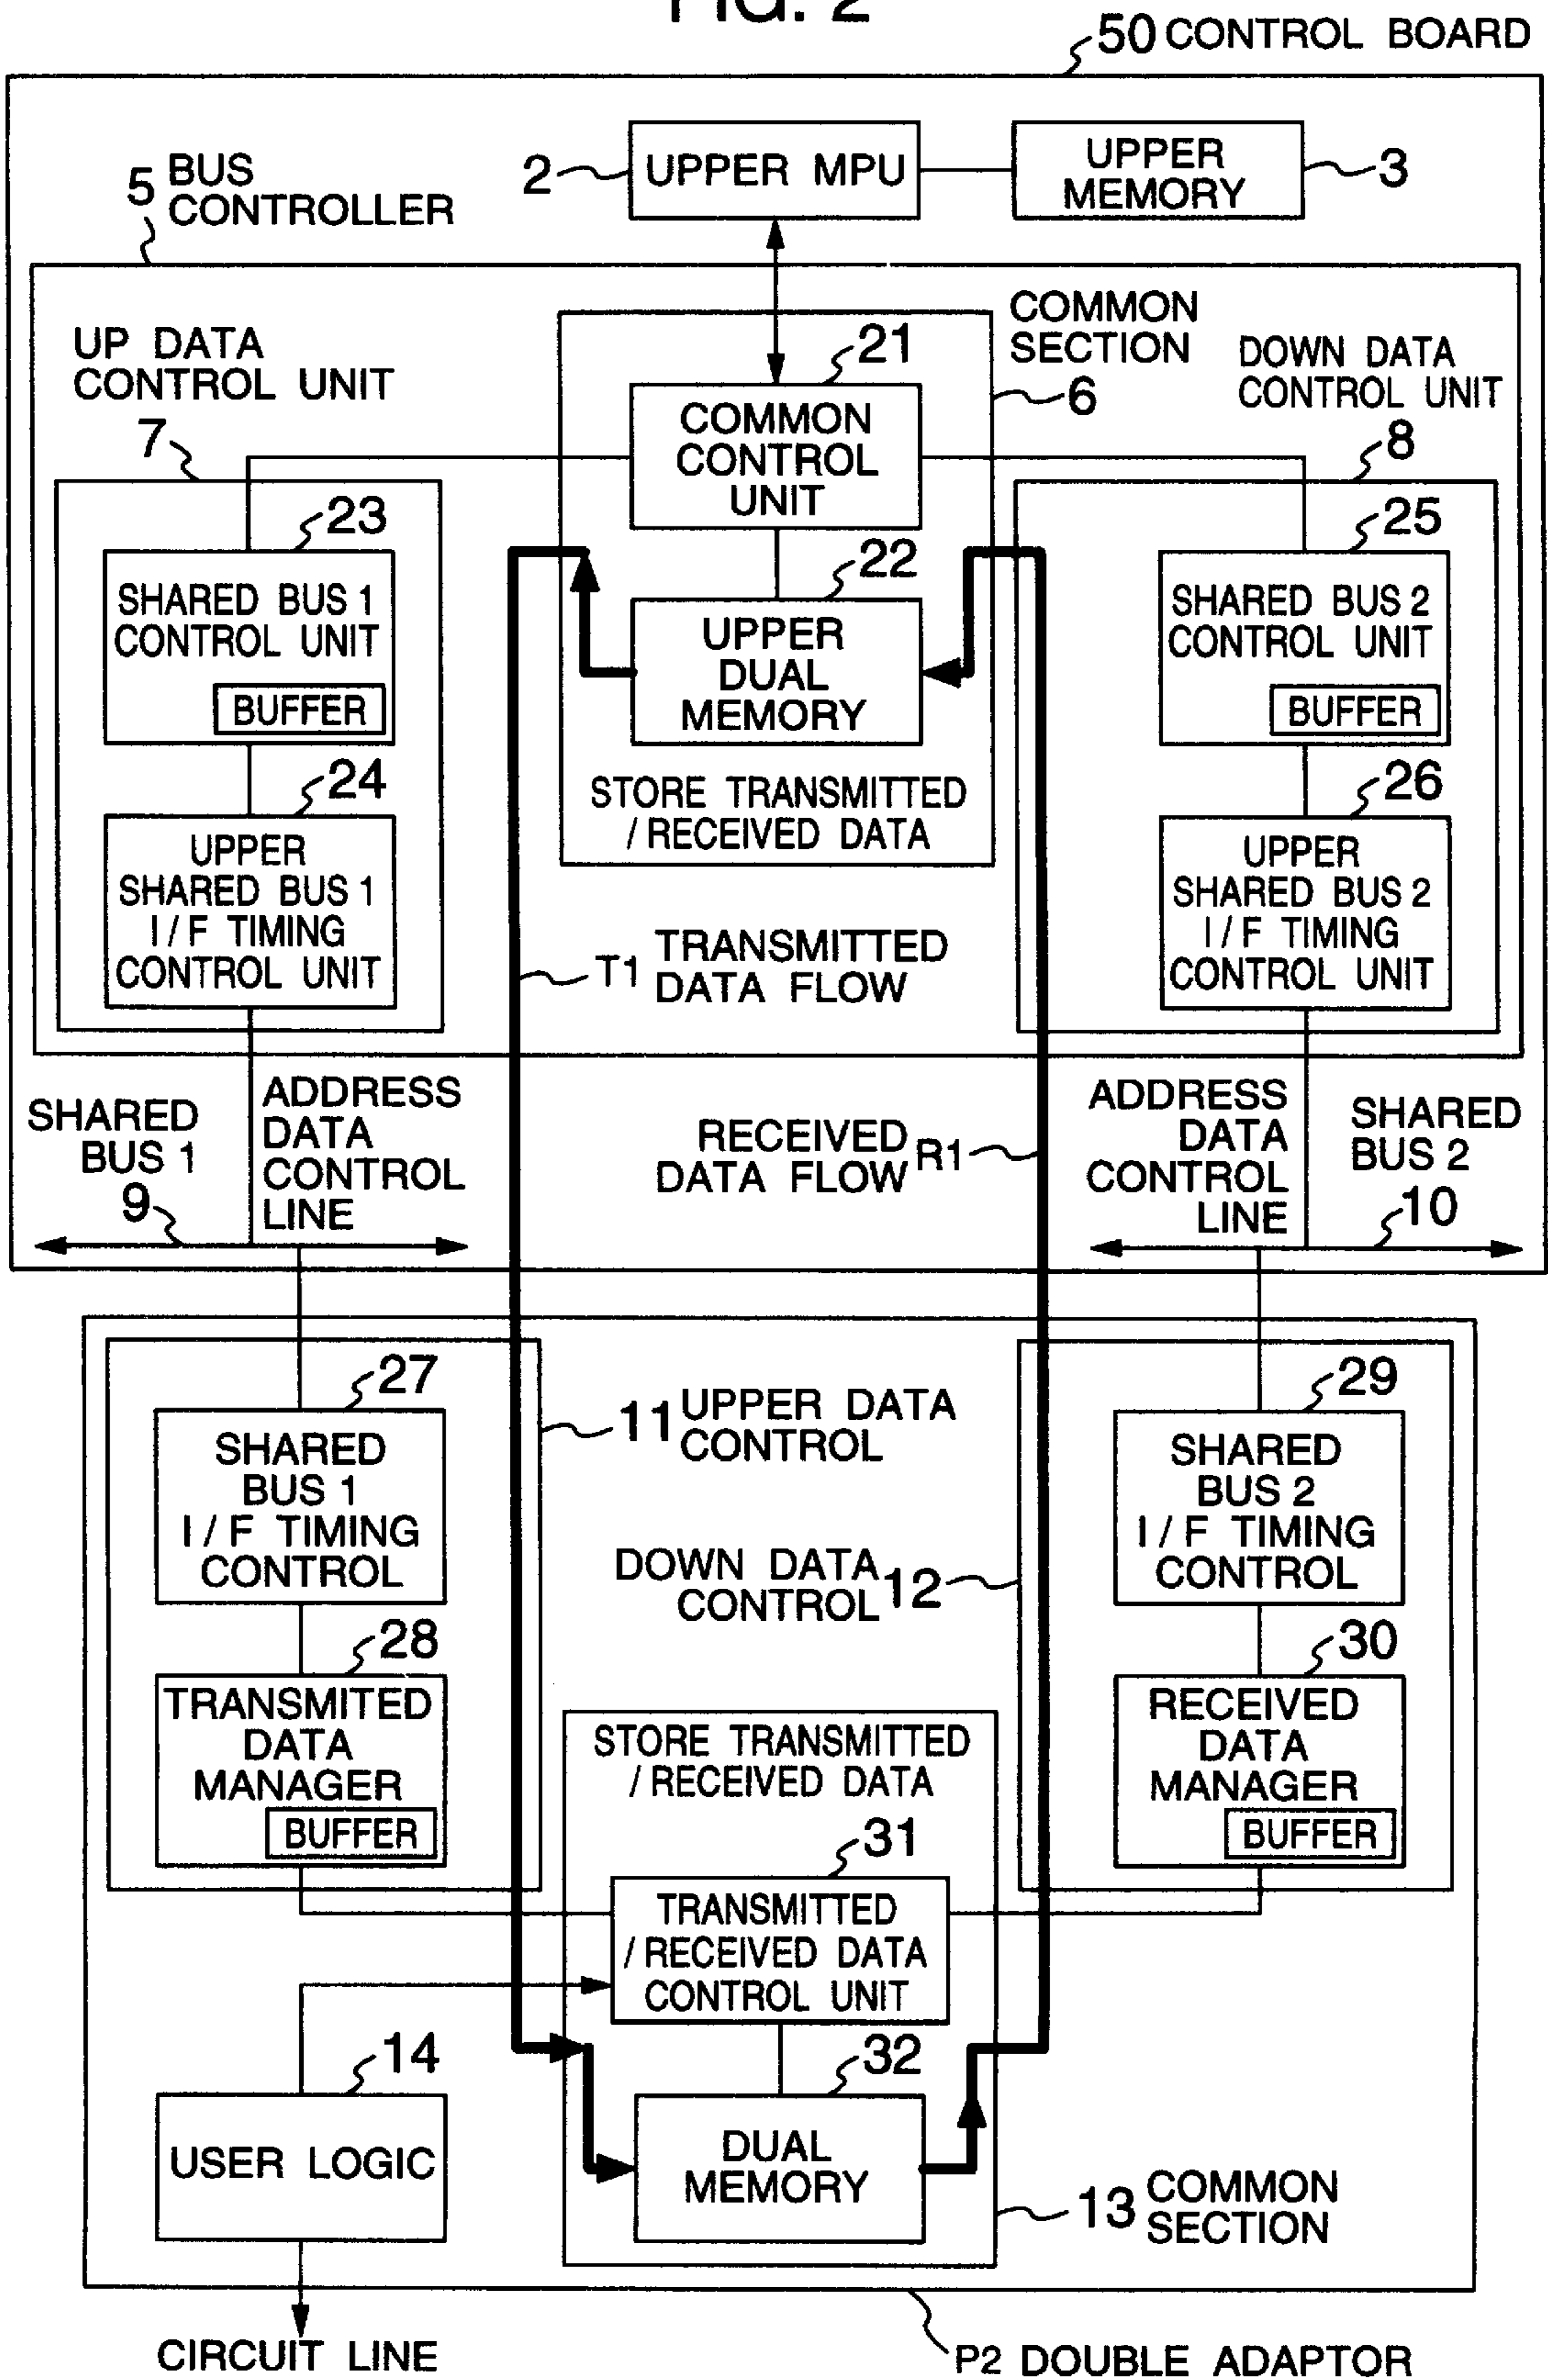 FIG. 2
50 CONTROL BOARD
2
UPPER MPU
UPPER
MEMORY
3
5 BUS
CONTROLLER
UP DATA
CONTROL UNIT
7
COMMON
SECTION
6
DOWN DATA
CONTROL UNIT
8
21
COMMON
CONTROL
UNIT
23
SHARED BUS 1
CONTROL UNIT
BUFFER
22
UPPER
DUAL
MEMORY
25
SHARED BUS 2
CONTROL UNIT
BUFFER
STORE TRANSMITTED
/ RECEIVED DATA
24
UPPER
SHARED BUS 1
I / F TIMING
CONTROL UNIT
26
UPPER
SHARED BUS 2
I / F TIMING
CONTROL UNIT
T1 TRANSMITTED
DATA FLOW
SHARED
BUS 1
9
ADDRESS
DATA
CONTROL
LINE
RECEIVED
DATA FLOW R1
ADDRESS
DATA
CONTROL
LINE
SHARED
BUS 2
10
27
SHARED
BUS 1
I / F TIMING
CONTROL
11 UPPER DATA
CONTROL
29
SHARED
BUS 2
I / F TIMING
CONTROL
DOWN DATA
CONTROL 12
28
TRANSMITED
DATA
MANAGER
BUFFER
30
RECEIVED
DATA
MANAGER
BUFFER
STORE TRANSMITTED
/ RECEIVED DATA
31
TRANSMITTED
/ RECEIVED DATA
CONTROL UNIT
14
USER LOGIC
32
DUAL
MEMORY
13 COMMON
SECTION
CIRCUIT LINE
P2 DOUBLE ADAPTOR